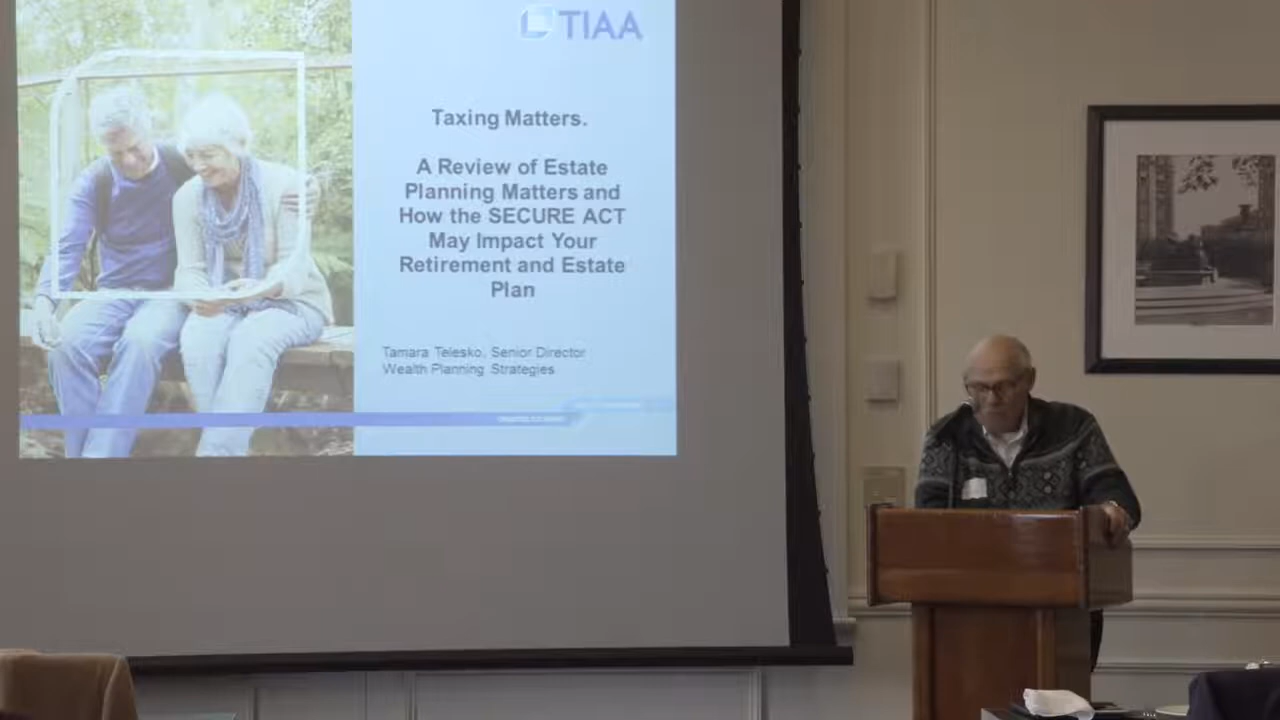 TIAA
Taxing Matters.
A Review of Estate
Planning Matters and
How the SECURE ACT
May Impact Your
Retirement and Estate
Plan
Tamara Telesko, Senior Director
Wealth Planning Strategies